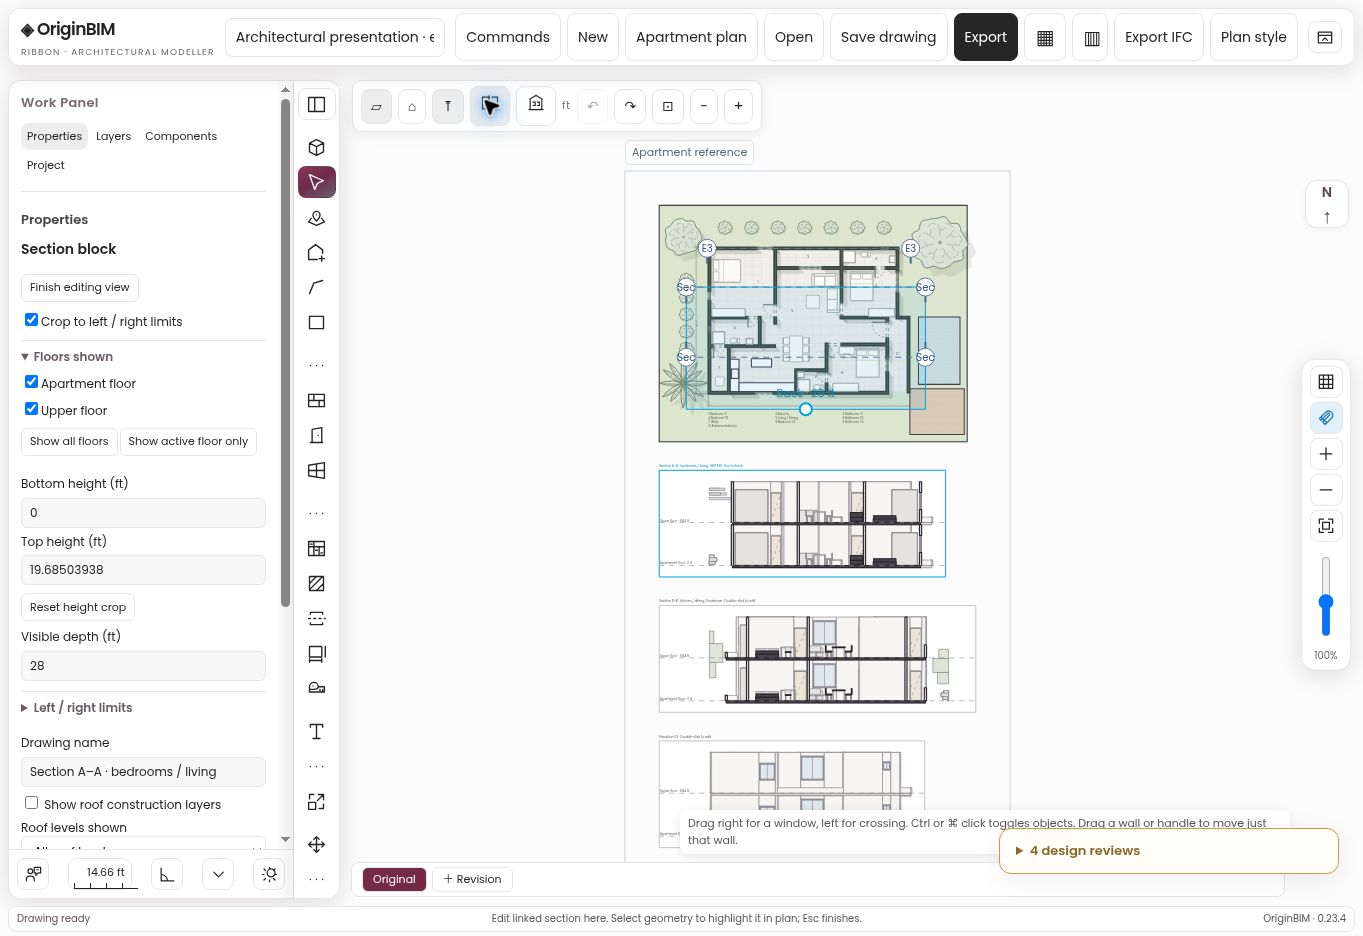 OriginBIM
RIBBON · ARCHITECTURAL MODELLER
Architectural presentation · e
Commands
New
Apartment plan
Open
Save drawing
Export
Export IFC
Plan style
Work Panel
Properties
Layers
Components
Project
Properties
Section block
Finish editing view
Crop to left / right limits
Floors shown
Apartment floor
Upper floor
Show all floors
Show active floor only
Bottom height (ft)
0
Top height (ft)
19.68503938
Reset height crop
Visible depth (ft)
28
Left / right limits
Drawing name
Section A–A · bedrooms / living
Show roof construction layers
Roof levels shown
14.66 ft
ft
Apartment reference
E3
E3
Sec
Sec
Sec
Sec
N
↑
100%
Drag right for a window, left for crossing. Ctrl or ⌘ click toggles objects. Drag a wall or handle to move just
that wall.
4 design reviews
Original
+ Revision
Drawing ready
Edit linked section here. Select geometry to highlight it in plan; Esc finishes.
OriginBIM · 0.23.4